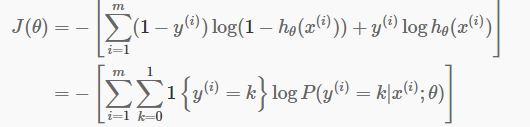 J(θ) = − [ ∑_{i=1}^{m} (1 − y^{(i)}) log(1 − h_θ(x^{(i)})) + y^{(i)} log h_θ(x^{(i)}) ]
= − [ ∑_{i=1}^{m} ∑_{k=0}^{1} 1{y^{(i)} = k} log P(y^{(i)} = k|x^{(i)}; θ) ]